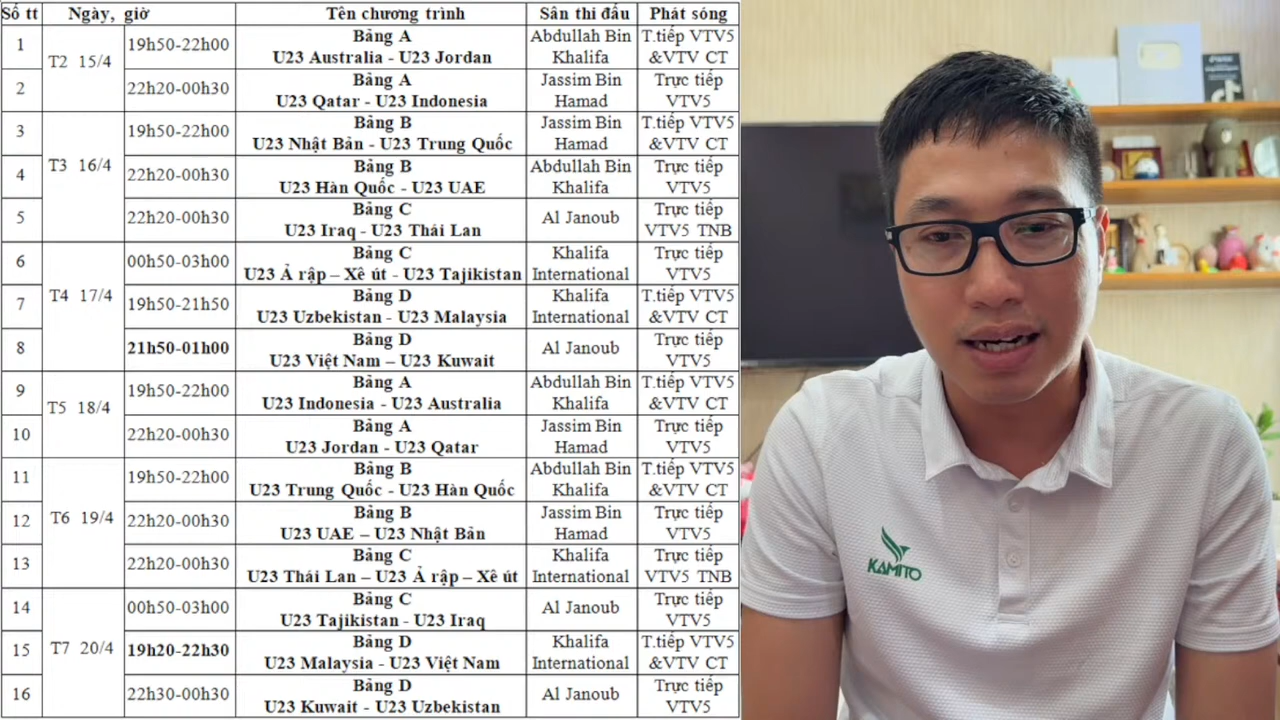 Số tt Ngày, giờ Tên chương trình Sân thi đấu Phát sóng
1 T2 15/4 19h50-22h00 Bảng A Abdullah Bin T.tiếp VTV5
U23 Australia - U23 Jordan Khalifa &VTV CT
2 22h20-00h30 Bảng A Jassim Bin Trực tiếp
U23 Qatar - U23 Indonesia Hamad VTV5
3 T3 16/4 19h50-22h00 Bảng B Jassim Bin T.tiếp VTV5
U23 Nhật Bản - U23 Trung Quốc Hamad &VTV CT
4 22h20-00h30 Bảng B Abdullah Bin Trực tiếp
U23 Hàn Quốc - U23 UAE Khalifa VTV5
5 22h20-00h30 Bảng C Al Janoub Trực tiếp
U23 Iraq - U23 Thái Lan VTV5 TNB
6 T4 17/4 00h50-03h00 Bảng C Khalifa Trực tiếp
U23 Ả rập – Xê út - U23 Tajikistan International VTV5
7 19h50-21h50 Bảng D Khalifa T.tiếp VTV5
U23 Uzbekistan - U23 Malaysia International &VTV CT
8 21h50-01h00 Bảng D Al Janoub Trực tiếp
U23 Việt Nam – U23 Kuwait VTV5
9 T5 18/4 19h50-22h00 Bảng A Abdullah Bin T.tiếp VTV5
U23 Indonesia - U23 Australia Khalifa &VTV CT
10 22h20-00h30 Bảng A Jassim Bin Trực tiếp
U23 Jordan - U23 Qatar Hamad VTV5
11 T6 19/4 19h50-22h00 Bảng B Abdullah Bin T.tiếp VTV5
U23 Trung Quốc - U23 Hàn Quốc Khalifa &VTV CT
12 22h20-00h30 Bảng B Jassim Bin Trực tiếp
U23 UAE – U23 Nhật Bản Hamad VTV5
13 22h20-00h30 Bảng C Khalifa Trực tiếp
U23 Thái Lan – U23 Ả rập – Xê út International VTV5 TNB
14 T7 20/4 00h50-03h00 Bảng C Al Janoub Trực tiếp
U23 Tajikistan - U23 Iraq VTV5
15 19h20-22h30 Bảng D Khalifa T.tiếp VTV5
U23 Malaysia - U23 Việt Nam International &VTV CT
16 22h30-00h30 Bảng D Al Janoub Trực tiếp
U23 Kuwait - U23 Uzbekistan VTV5
KAMITO